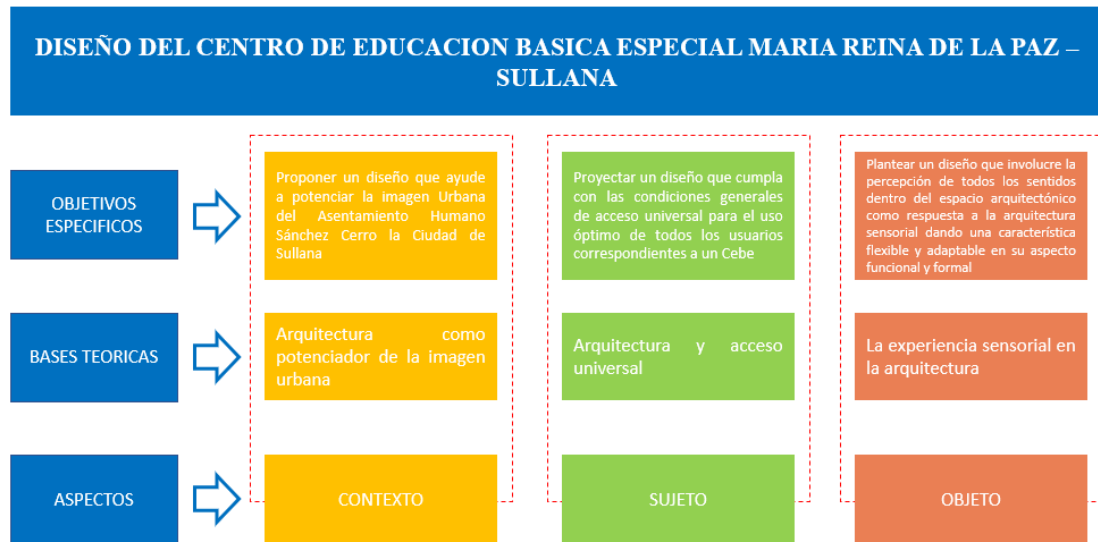 DISEÑO DEL CENTRO DE EDUCACION BASICA ESPECIAL MARIA REINA DE LA PAZ –
SULLANA
OBJETIVOS
ESPECIFICOS
Proponer un diseño que ayude
a potenciar la imagen Urbana
del Asentamiento Humano
Sánchez Cerro la Ciudad de
Sullana
Proyectar un diseño que cumpla
con las condiciones generales
de acceso universal para el uso
óptimo de todos los usuarios
correspondientes a un Cebe
Plantear un diseño que involucre la
percepción de todos los sentidos
dentro del espacio arquitectónico
como respuesta a la arquitectura
sensorial dando una característica
flexible y adaptable en su aspecto
funcional y formal
BASES TEORICAS
Arquitectura como
potenciador de la imagen
urbana
Arquitectura y acceso
universal
La experiencia sensorial en
la arquitectura
ASPECTOS
CONTEXTO
SUJETO
OBJETO